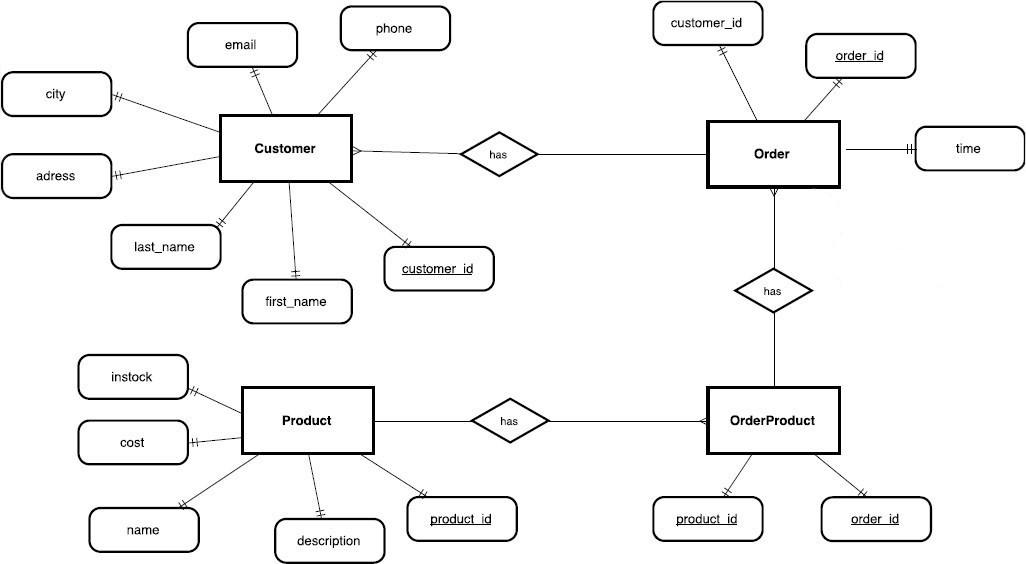 customer_id
phone
email
order_id
city
Customer
has
Order
time
adress
last_name
customer_id
first_name
has
instock
Product
has
OrderProduct
cost
name
description
product_id
product_id
order_id